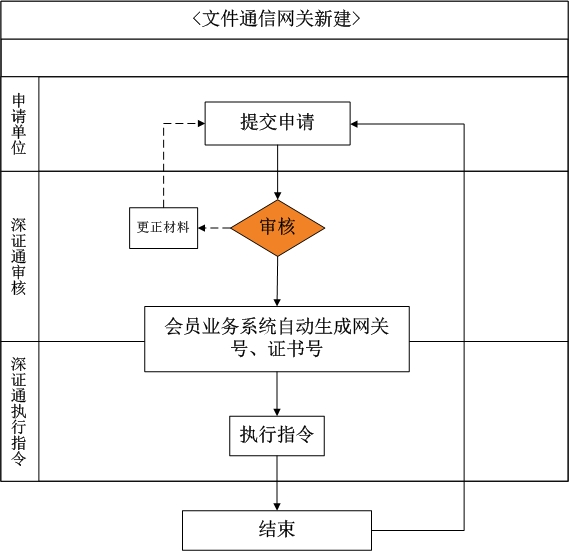 <文件通信网关新建>
申请单位
提交申请
深证通审核
审核
更正材料
会员业务系统自动生成网关
号、证书号
深证通执行指令
执行指令
结束